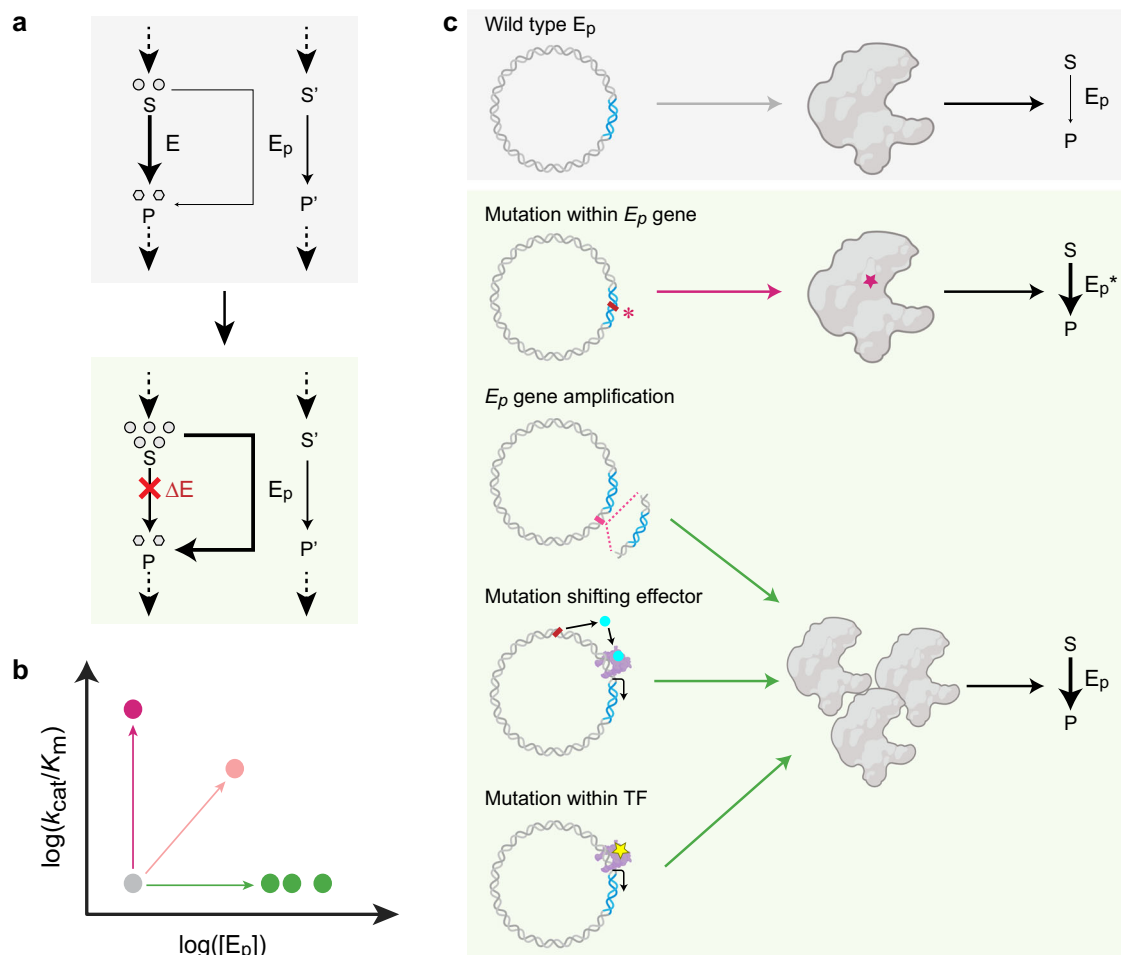 a
S
E
P
S'
Ep
P'
S
ΔE
P
Ep
S'
P'
b
log(kcat/Km)
log([Ep])
c
Wild type Ep
S
Ep
P
Mutation within Ep gene
*
S
Ep*
P
Ep gene amplification
Mutation shifting effector
S
Ep
P
Mutation within TF